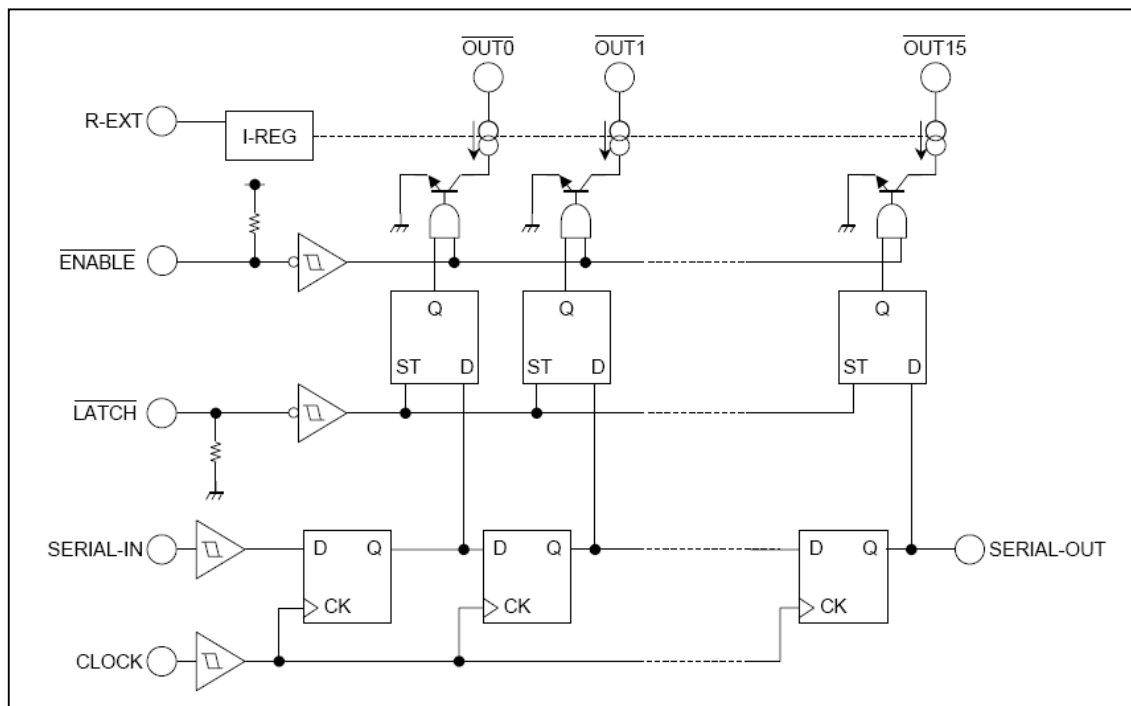 OUT0 OUT1 OUT15
R-EXT
I-REG
ENABLE
Q Q Q
ST D ST D ST D
LATCH
SERIAL-IN D Q D Q D Q SERIAL-OUT
CK CK CK
CLOCK